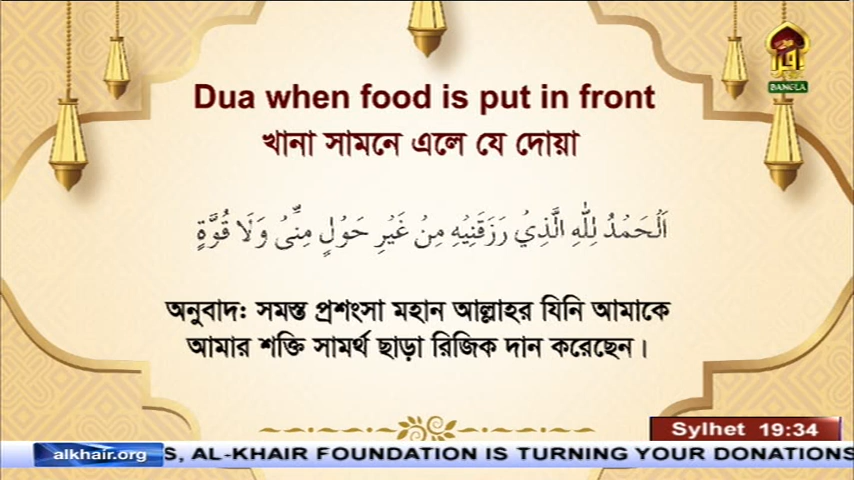 اقرأ
BANGLA
Dua when food is put in front
খানা সামনে এলে যে দোয়া
اَلْحَمْدُ لِلّٰهِ الَّذِيْ رَزَقَنِيْهِ مِنْ غَيْرِ حَوْلٍ مِنِّىْ وَلَا قُوَّةٍ
অনুবাদ: সমস্ত প্রশংসা মহান আল্লাহর যিনি আমাকে
আমার শক্তি সামর্থ ছাড়া রিজিক দান করেছেন।
Sylhet 19:34
alkhair.org S, AL-KHAIR FOUNDATION IS TURNING YOUR DONATIONS